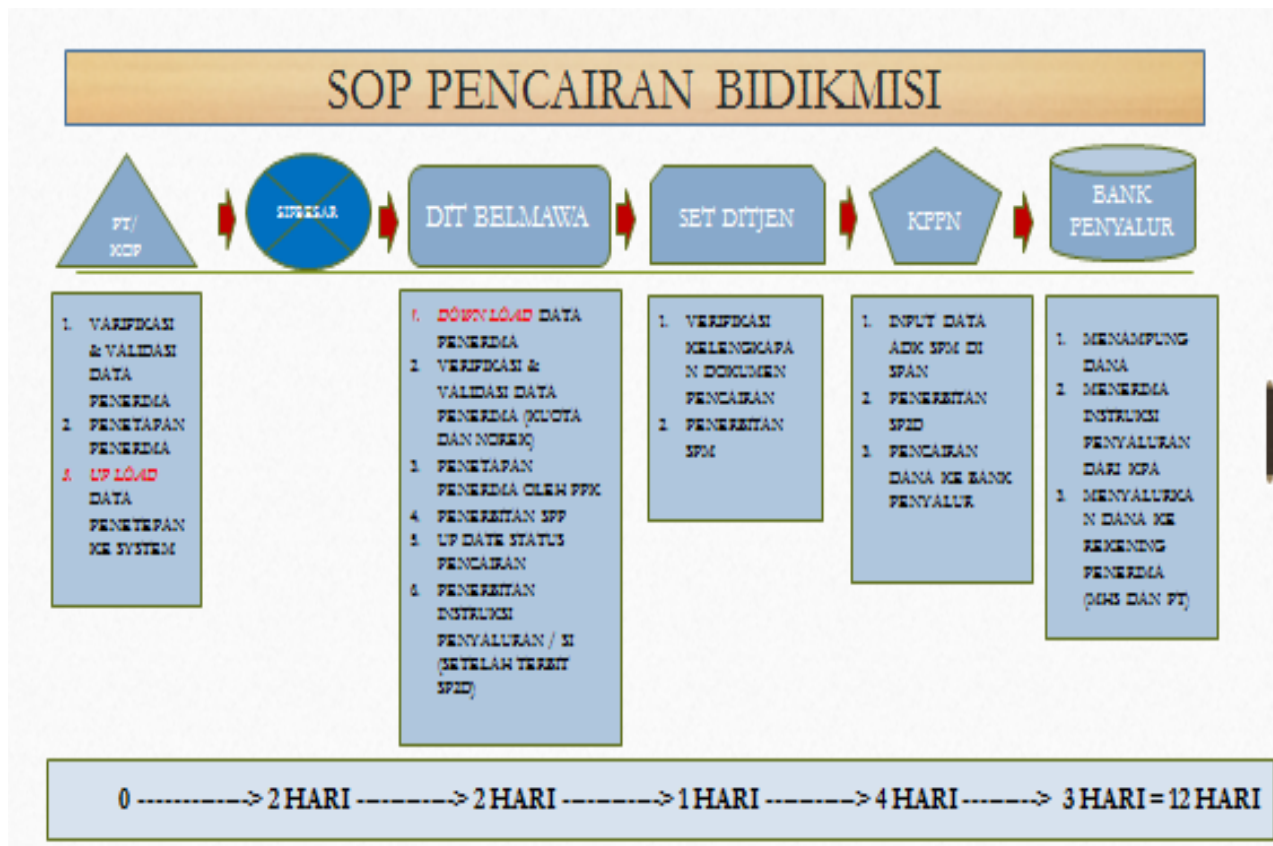 SOP PENCAIRAN BIDIKMISI
PT/
KOP
DIT BELMAWA
SET DITJEN
KPPN
BANK
PENYALUR
1. VARIFIKASI
& VALIDASI
DATA
PENERIMA
2. PENETAPAN
PENERIMA
3. UP LOAD
DATA
PENETEPAN
KE SYSTEM
1. DOWN LOAD DATA
PENERIMA
2. VERIFIKASI &
VALIDASI DATA
PENERIMA (KUOTA
DAN NOREK)
3. PENETAPAN
PENERIMA OLEH PPK
4. PENERBITAN SPP
5. UP DATE STATUS
PENCAIRAN
6. PENERBITAN
INSTRUKSI
PENYALURAN / SI
(SETELAH TERBIT
SP2D)
1. VERIFIKASI
KELENGKAPA
N DOKUMEN
PENCAIRAN
2. PENERBITAN
SPM
1. INPUT DATA
ADK SPM DI
SPAN
2. PENERBITAN
SP2D
3. PENCAIRAN
DANA KE BANK
PENYALUR
1. MENAMPUNG
DANA
2. MENERIMA
INSTRUKSI
PENYALURAN
DARI KPA
3. MENYALURKA
N DANA KE
REKENING
PENERIMA
(MHS DAN PT)
0 ------------> 2 HARI -----------> 2 HARI -----------> 1 HARI ----------> 4 HARI --------> 3 HARI = 12 HARI